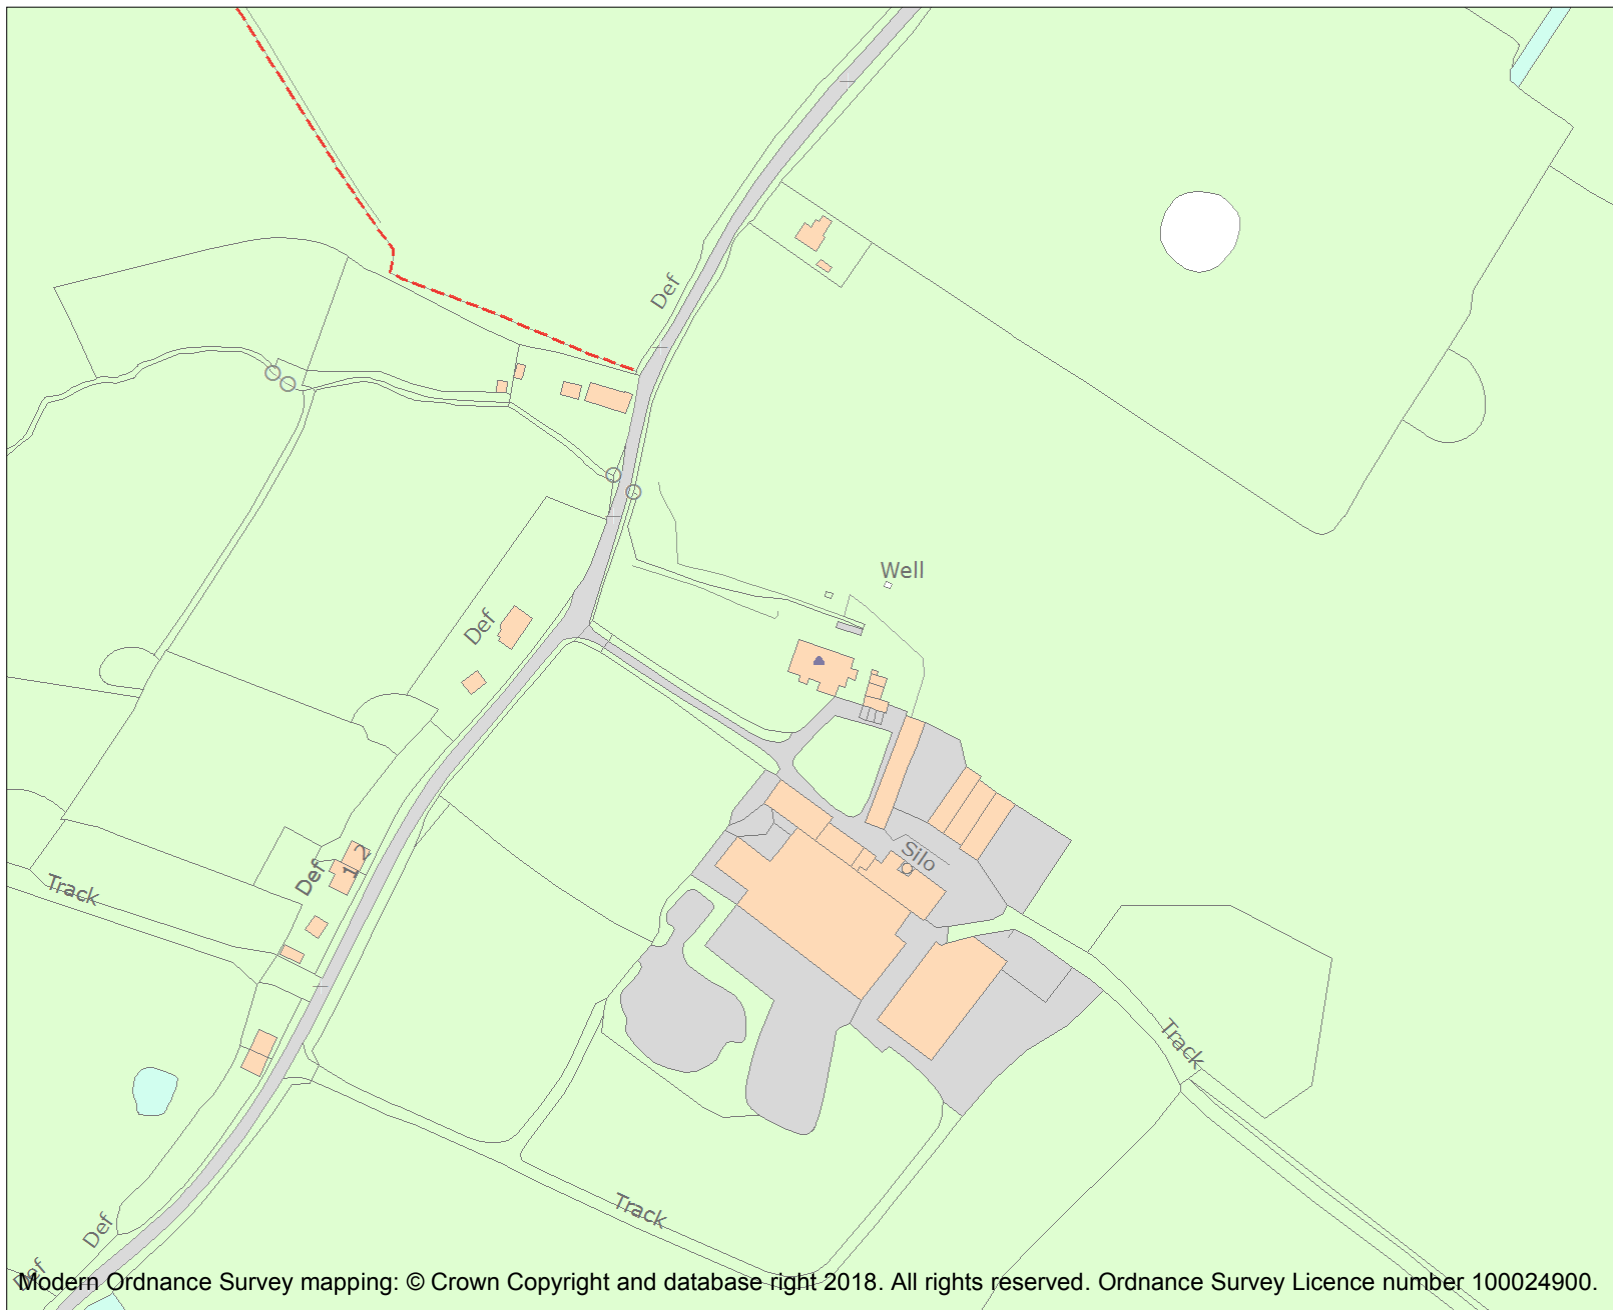 Def
Well
Def
Silo
1 2
Def
Track
Track
Track
Def
Def
Modern Ordnance Survey mapping: © Crown Copyright and database right 2018. All rights reserved. Ordnance Survey Licence number 100024900.